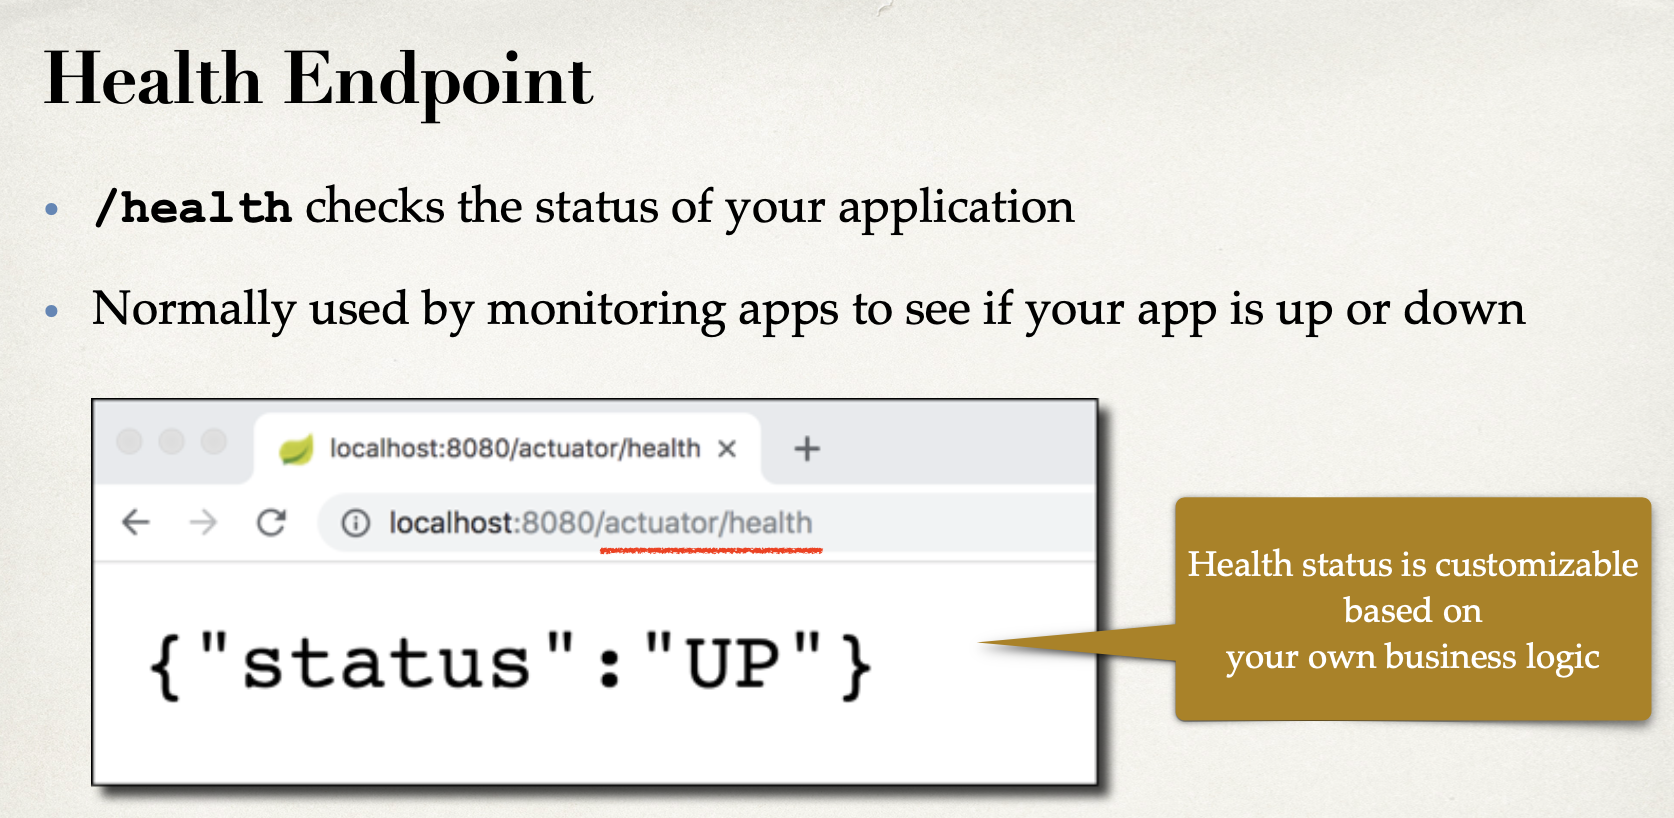 Health Endpoint
• /health checks the status of your application
• Normally used by monitoring apps to see if your app is up or down
localhost:8080/actuator/health
localhost:8080/actuator/health
{"status":"UP"}
Health status is customizable
based on
your own business logic